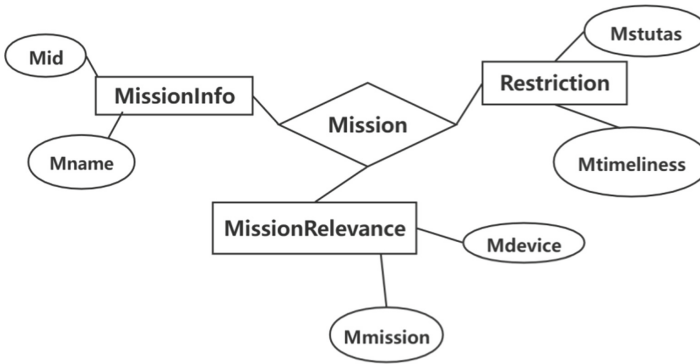 Mstutas
Mid
Restriction
MissionInfo
Mission
Mname
Mtimeliness
MissionRelevance
Mdevice
Mmission